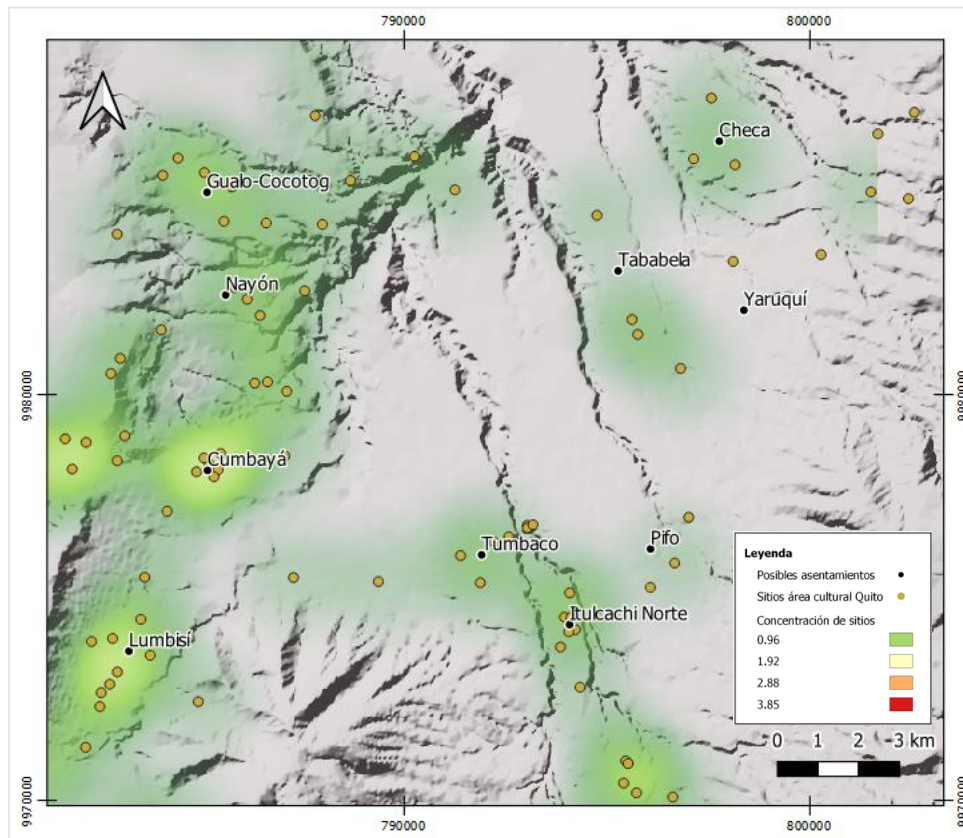 790000
800000
Checa
Gualo-Cocotog
Tababela
Nayón
Yaruquí
9980000
9980000
Cumbayá
Tumbaco
Pifo
Itulcachi Norte
Lumbisí
Leyenda
Posibles asentamientos
Sitios área cultural Quito
Concentración de sitios
0.96
1.92
2.88
3.85
0 1 2 3 km
9970000
9970000
790000
800000